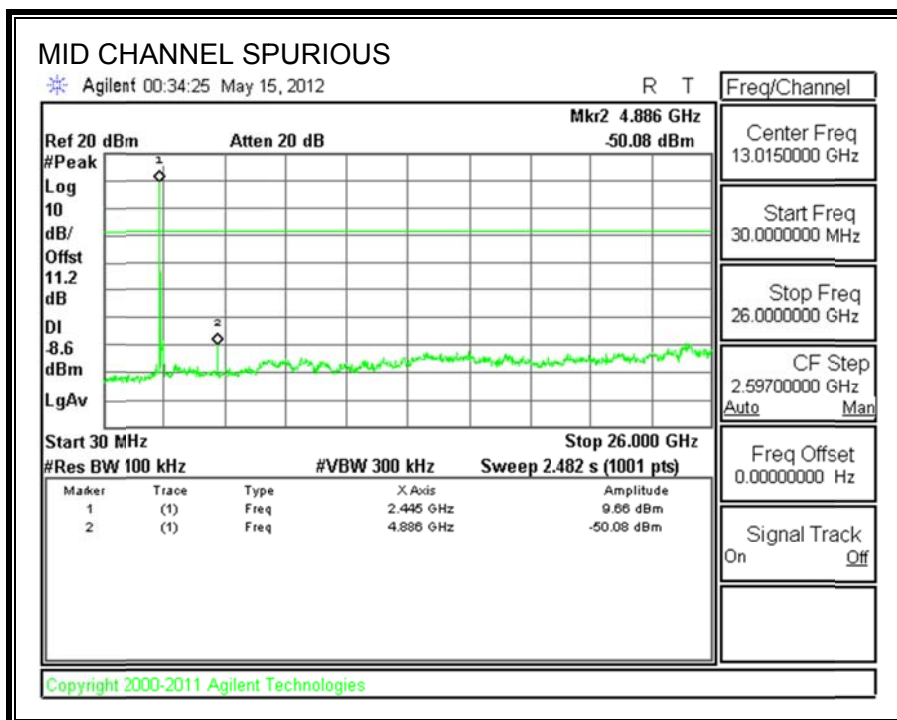 MID CHANNEL SPURIOUS
Agilent 00:34:25 May 15, 2012 R T
Mkr2 4.886 GHz
Ref 20 dBm Atten 20 dB -50.08 dBm
#Peak
Log
10
dB/
Offst
11.2
dB
DI
-8.6
dBm
LgAv
1
2
Start 30 MHz Stop 26.000 GHz
#Res BW 100 kHz #VBW 300 kHz Sweep 2.482 s (1001 pts)
Marker Trace Type X Axis Amplitude
1 (1) Freq 2.445 GHz 9.66 dBm
2 (1) Freq 4.886 GHz -50.08 dBm
Freq/Channel
Center Freq
13.0150000 GHz
Start Freq
30.0000000 MHz
Stop Freq
26.0000000 GHz
CF Step
2.59700000 GHz
Auto Man
Freq Offset
0.00000000 Hz
Signal Track
On Off
Copyright 2000-2011 Agilent Technologies